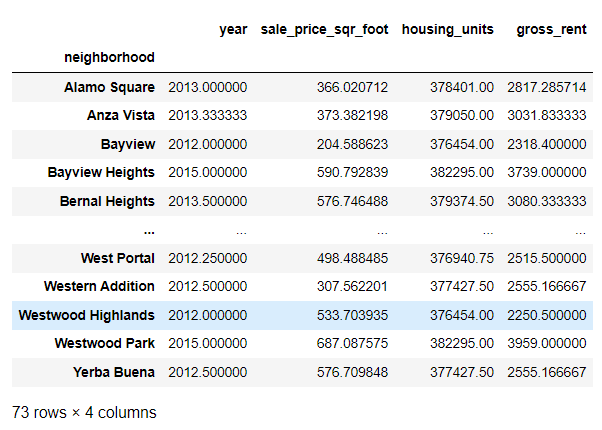 year sale_price_sqr_foot housing_units gross_rent
neighborhood
Alamo Square 2013.000000 366.020712 378401.00 2817.285714
Anza Vista 2013.333333 373.382198 379050.00 3031.833333
Bayview 2012.000000 204.588623 376454.00 2318.400000
Bayview Heights 2015.000000 590.792839 382295.00 3739.000000
Bernal Heights 2013.500000 576.746488 379374.50 3080.333333
... ... ... ... ...
West Portal 2012.250000 498.488485 376940.75 2515.500000
Western Addition 2012.500000 307.562201 377427.50 2555.166667
Westwood Highlands 2012.000000 533.703935 376454.00 2250.500000
Westwood Park 2015.000000 687.087575 382295.00 3959.000000
Yerba Buena 2012.500000 576.709848 377427.50 2555.166667
73 rows × 4 columns